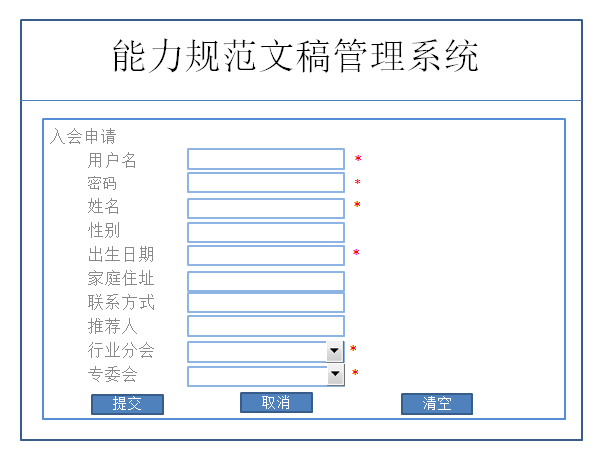 能力规范文稿管理系统
入会申请
用户名 *
密码 *
姓名 *
性别
出生日期 *
家庭住址
联系方式
推荐人
行业分会 *
专委会 *
提交 取消 清空